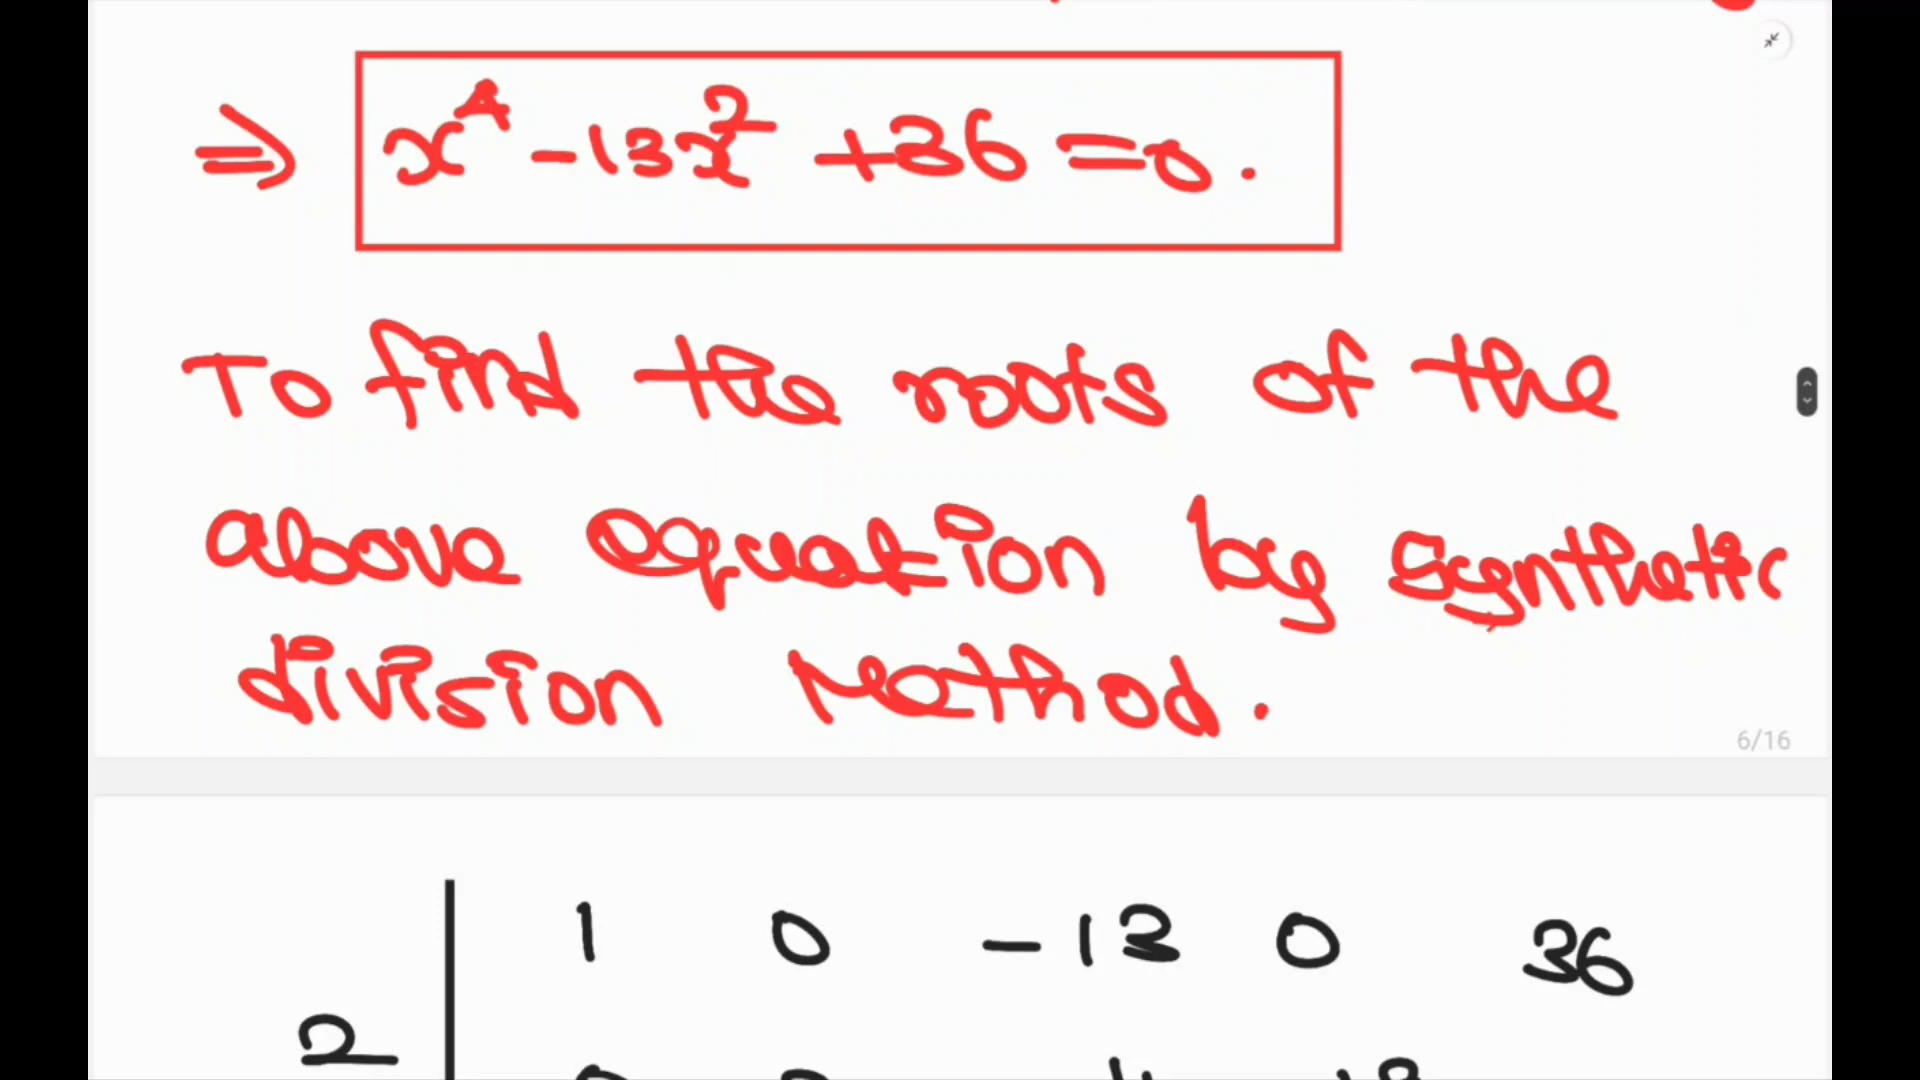 ⇒ x⁴ - 13x² + 36 = 0.
To find the roots of the
above equation by synthetic
division method.
6/16
1 0 -13 0 36
2